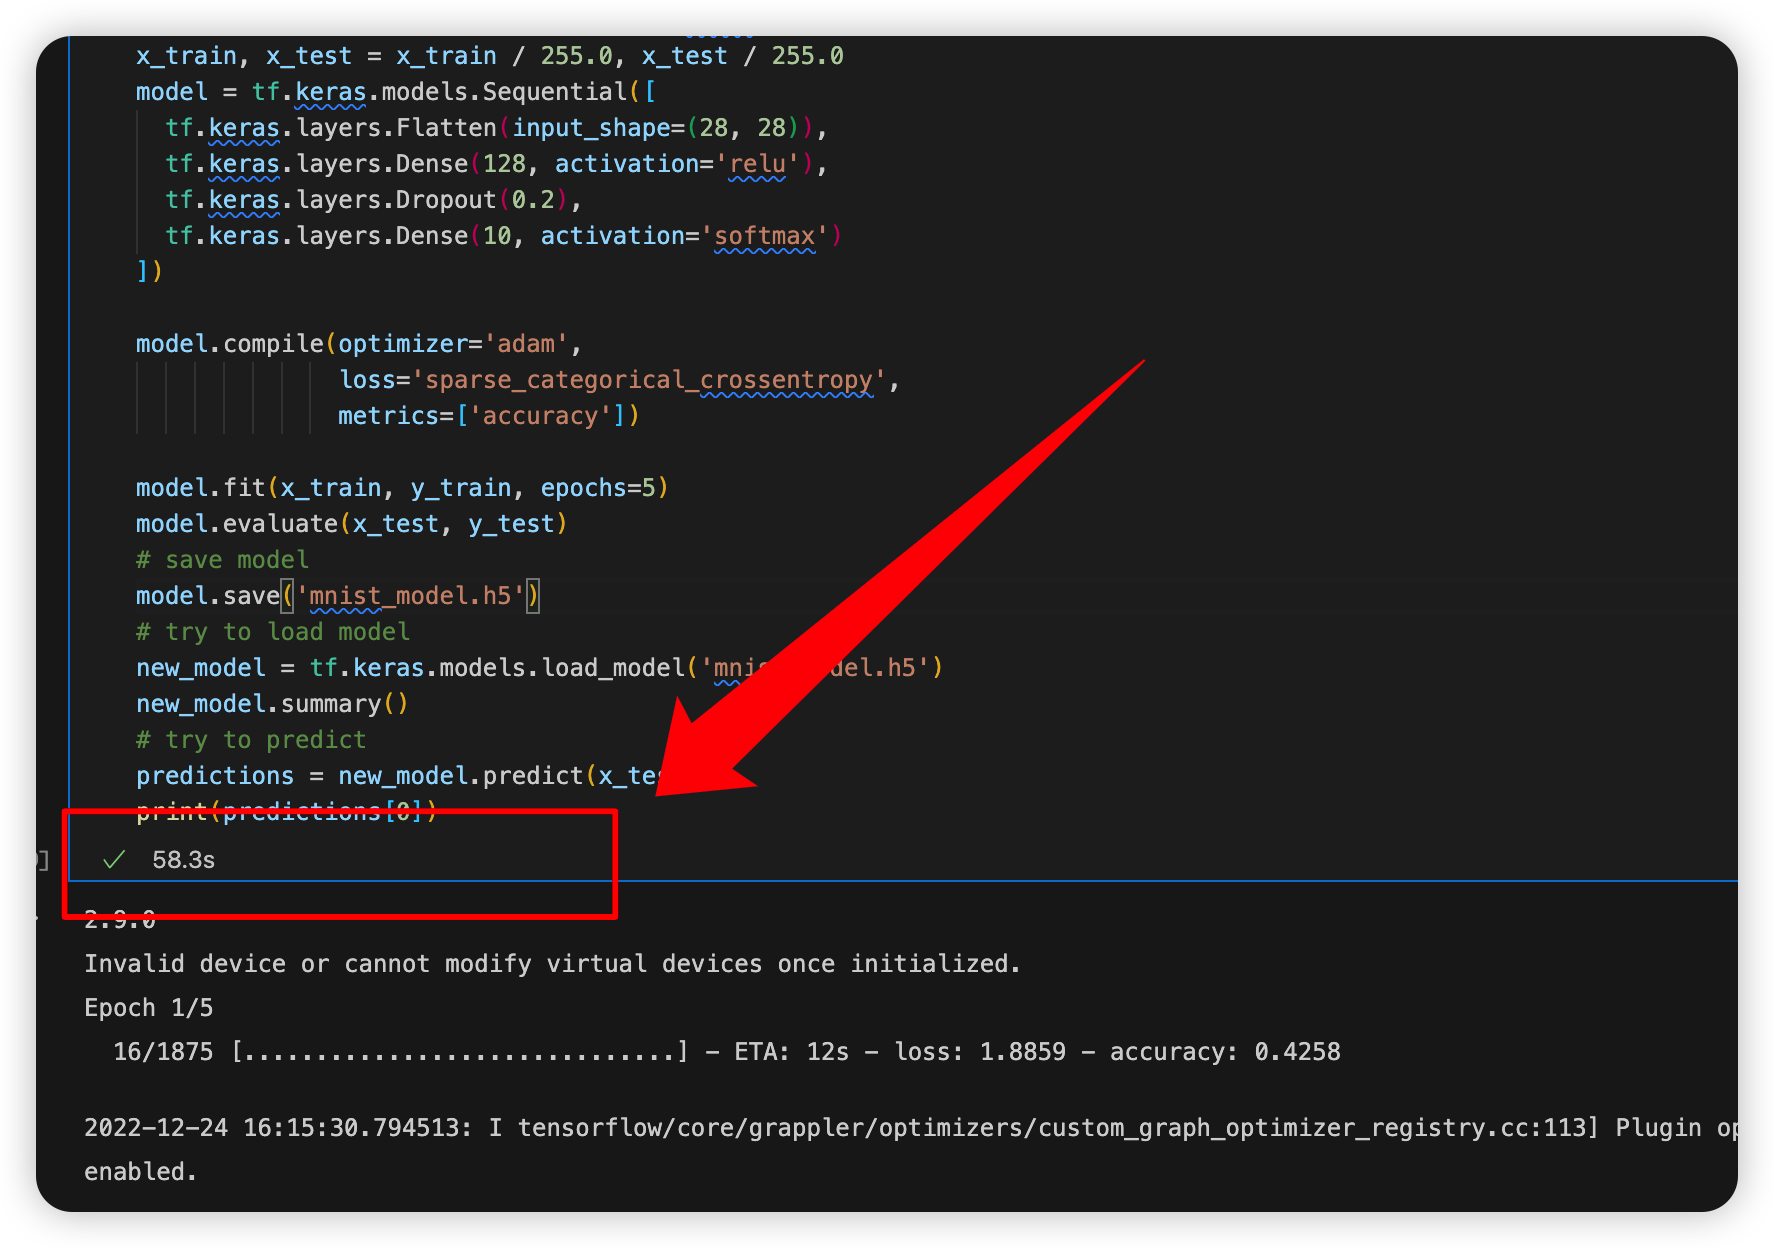 x_train, x_test = x_train / 255.0, x_test / 255.0
model = tf.keras.models.Sequential([
tf.keras.layers.Flatten(input_shape=(28, 28)),
tf.keras.layers.Dense(128, activation='relu'),
tf.keras.layers.Dropout(0.2),
tf.keras.layers.Dense(10, activation='softmax')
])
model.compile(optimizer='adam',
loss='sparse_categorical_crossentropy',
metrics=['accuracy'])
model.fit(x_train, y_train, epochs=5)
model.evaluate(x_test, y_test)
# save model
model.save('mnist_model.h5')
# try to load model
new_model = tf.keras.models.load_model('mnis del.h5')
new_model.summary()
# try to predict
predictions = new_model.predict(x_tes
print(predictions[0])
] ✓ 58.3s
2.9.0
Invalid device or cannot modify virtual devices once initialized.
Epoch 1/5
16/1875 [..............................] - ETA: 12s - loss: 1.8859 - accuracy: 0.4258
2022-12-24 16:15:30.794513: I tensorflow/core/grappler/optimizers/custom_graph_optimizer_registry.cc:113] Plugin op
enabled.